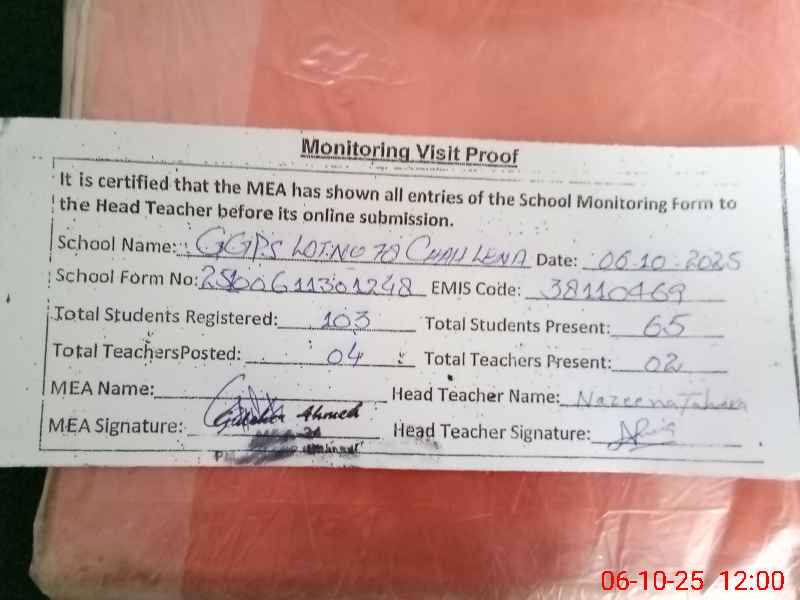 Monitoring Visit Proof
It is certified that the MEA has shown all entries of the School Monitoring Form to
the Head Teacher before its online submission.
School Name: GGPS LOT.NO 78 CHAH LENA Date: 06.10.2025
School Form No: EMIS Code: 38110469
Total Students Registered: 103 Total Students Present: 65
Total TeachersPosted: 04 Total Teachers Present: 02
MEA Name: Head Teacher Name: Nazeena Tahera
MEA Signature: Ahmed Head Teacher Signature:
06-10-25 12:00